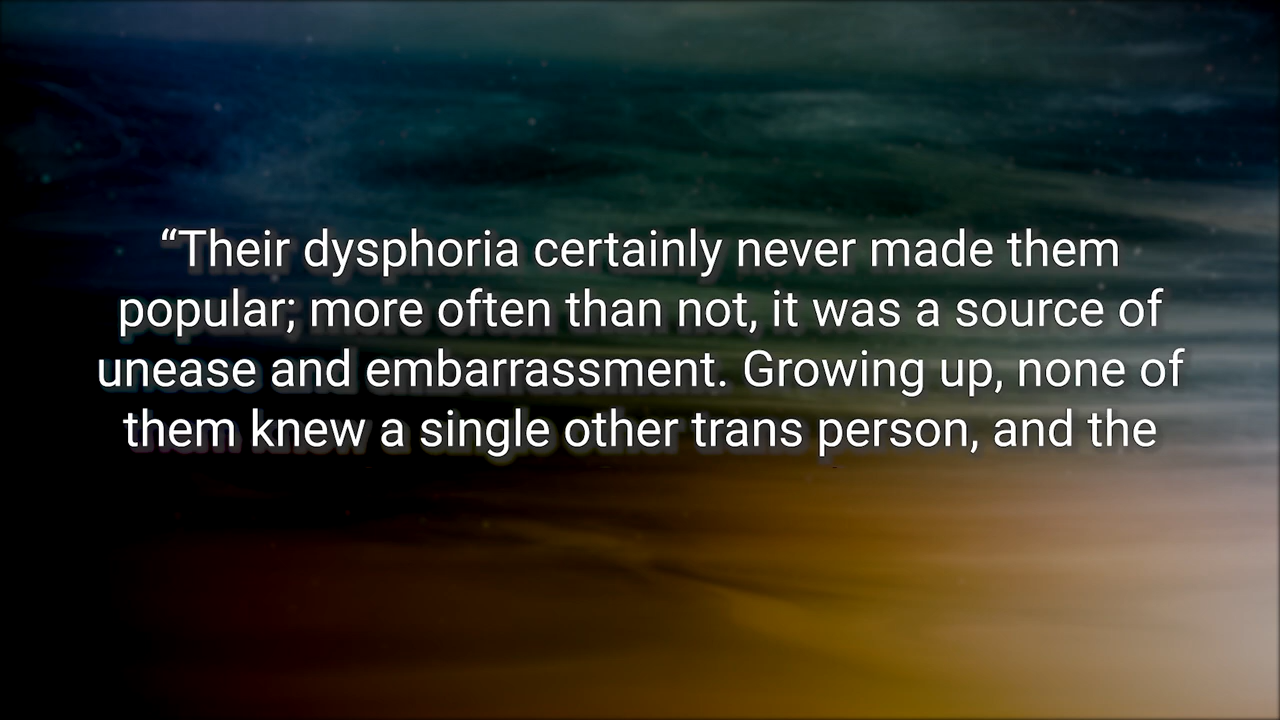 “Their dysphoria certainly never made them
popular; more often than not, it was a source of
unease and embarrassment. Growing up, none of
them knew a single other trans person, and the